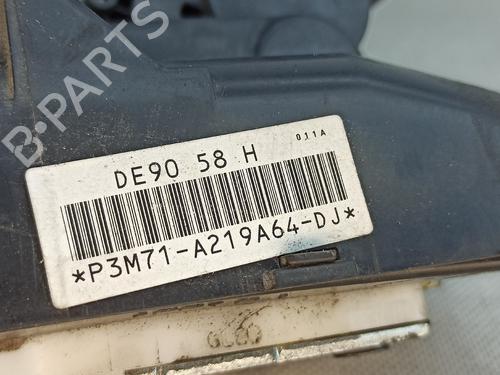 B-PARTS
DE90 58 H 011A
*P3M71-A219A64-DJ*